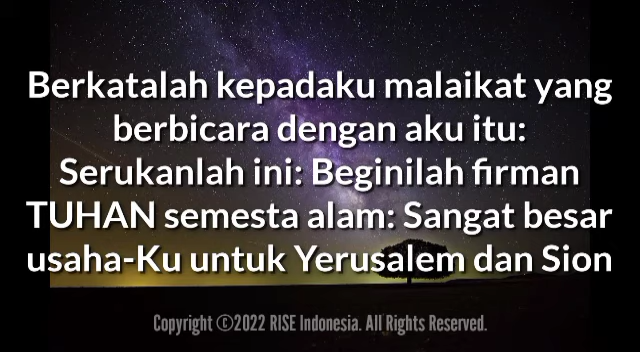 Berkatalah kepadaku malaikat yang
berbicara dengan aku itu:
Serukanlah ini: Beginilah firman
TUHAN semesta alam: Sangat besar
usaha-Ku untuk Yerusalem dan Sion
Copyright ©2022 RISE Indonesia. All Rights Reserved.